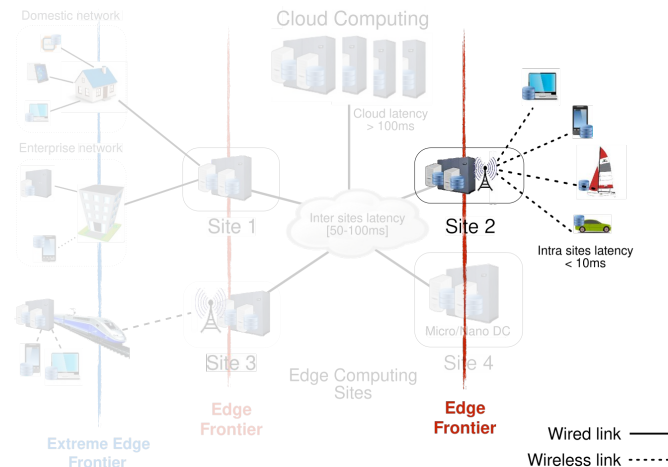 Domestic network
Cloud Computing
Cloud latency
> 100ms
Enterprise network
Site 1
Inter sites latency
[50-100ms]
Site 2
Intra sites latency
< 10ms
Site 3
Micro/Nano DC
Site 4
Edge Computing
Sites
Edge
Frontier
Edge
Frontier
Extreme Edge
Frontier
Wired link
Wireless link